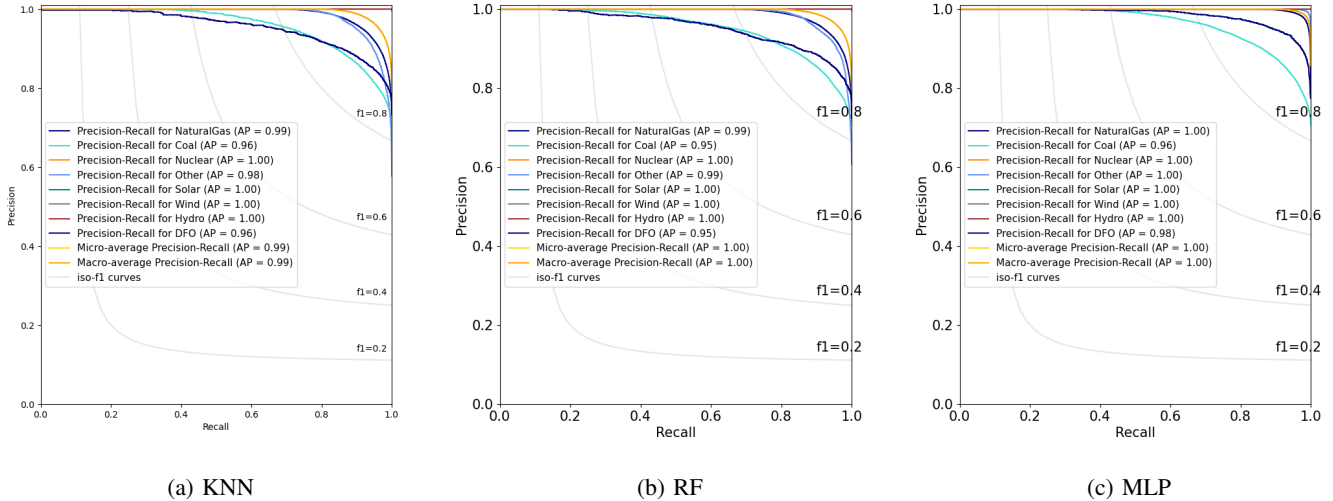 1.0
0.8
0.6
0.4
0.2
0.0
0.0
0.2
0.4
0.6
0.8
1.0
Precision
Recall
f1=0.8
f1=0.6
f1=0.4
f1=0.2
Precision-Recall for NaturalGas (AP = 0.99)
Precision-Recall for Coal (AP = 0.96)
Precision-Recall for Nuclear (AP = 1.00)
Precision-Recall for Other (AP = 0.98)
Precision-Recall for Solar (AP = 1.00)
Precision-Recall for Wind (AP = 1.00)
Precision-Recall for Hydro (AP = 1.00)
Precision-Recall for DFO (AP = 0.96)
Micro-average Precision-Recall (AP = 0.99)
Macro-average Precision-Recall (AP = 0.99)
iso-f1 curves
(a) KNN
1.0
0.8
0.6
0.4
0.2
0.0
0.0
0.2
0.4
0.6
0.8
1.0
Precision
Recall
f1=0.8
f1=0.6
f1=0.4
f1=0.2
Precision-Recall for NaturalGas (AP = 0.99)
Precision-Recall for Coal (AP = 0.95)
Precision-Recall for Nuclear (AP = 1.00)
Precision-Recall for Other (AP = 0.99)
Precision-Recall for Solar (AP = 1.00)
Precision-Recall for Wind (AP = 1.00)
Precision-Recall for Hydro (AP = 1.00)
Precision-Recall for DFO (AP = 0.95)
Micro-average Precision-Recall (AP = 1.00)
Macro-average Precision-Recall (AP = 1.00)
iso-f1 curves
(b) RF
1.0
0.8
0.6
0.4
0.2
0.0
0.0
0.2
0.4
0.6
0.8
1.0
Precision
Recall
f1=0.8
f1=0.6
f1=0.4
f1=0.2
Precision-Recall for NaturalGas (AP = 1.00)
Precision-Recall for Coal (AP = 0.96)
Precision-Recall for Nuclear (AP = 1.00)
Precision-Recall for Other (AP = 1.00)
Precision-Recall for Solar (AP = 1.00)
Precision-Recall for Wind (AP = 1.00)
Precision-Recall for Hydro (AP = 1.00)
Precision-Recall for DFO (AP = 0.98)
Micro-average Precision-Recall (AP = 1.00)
Macro-average Precision-Recall (AP = 1.00)
iso-f1 curves
(c) MLP